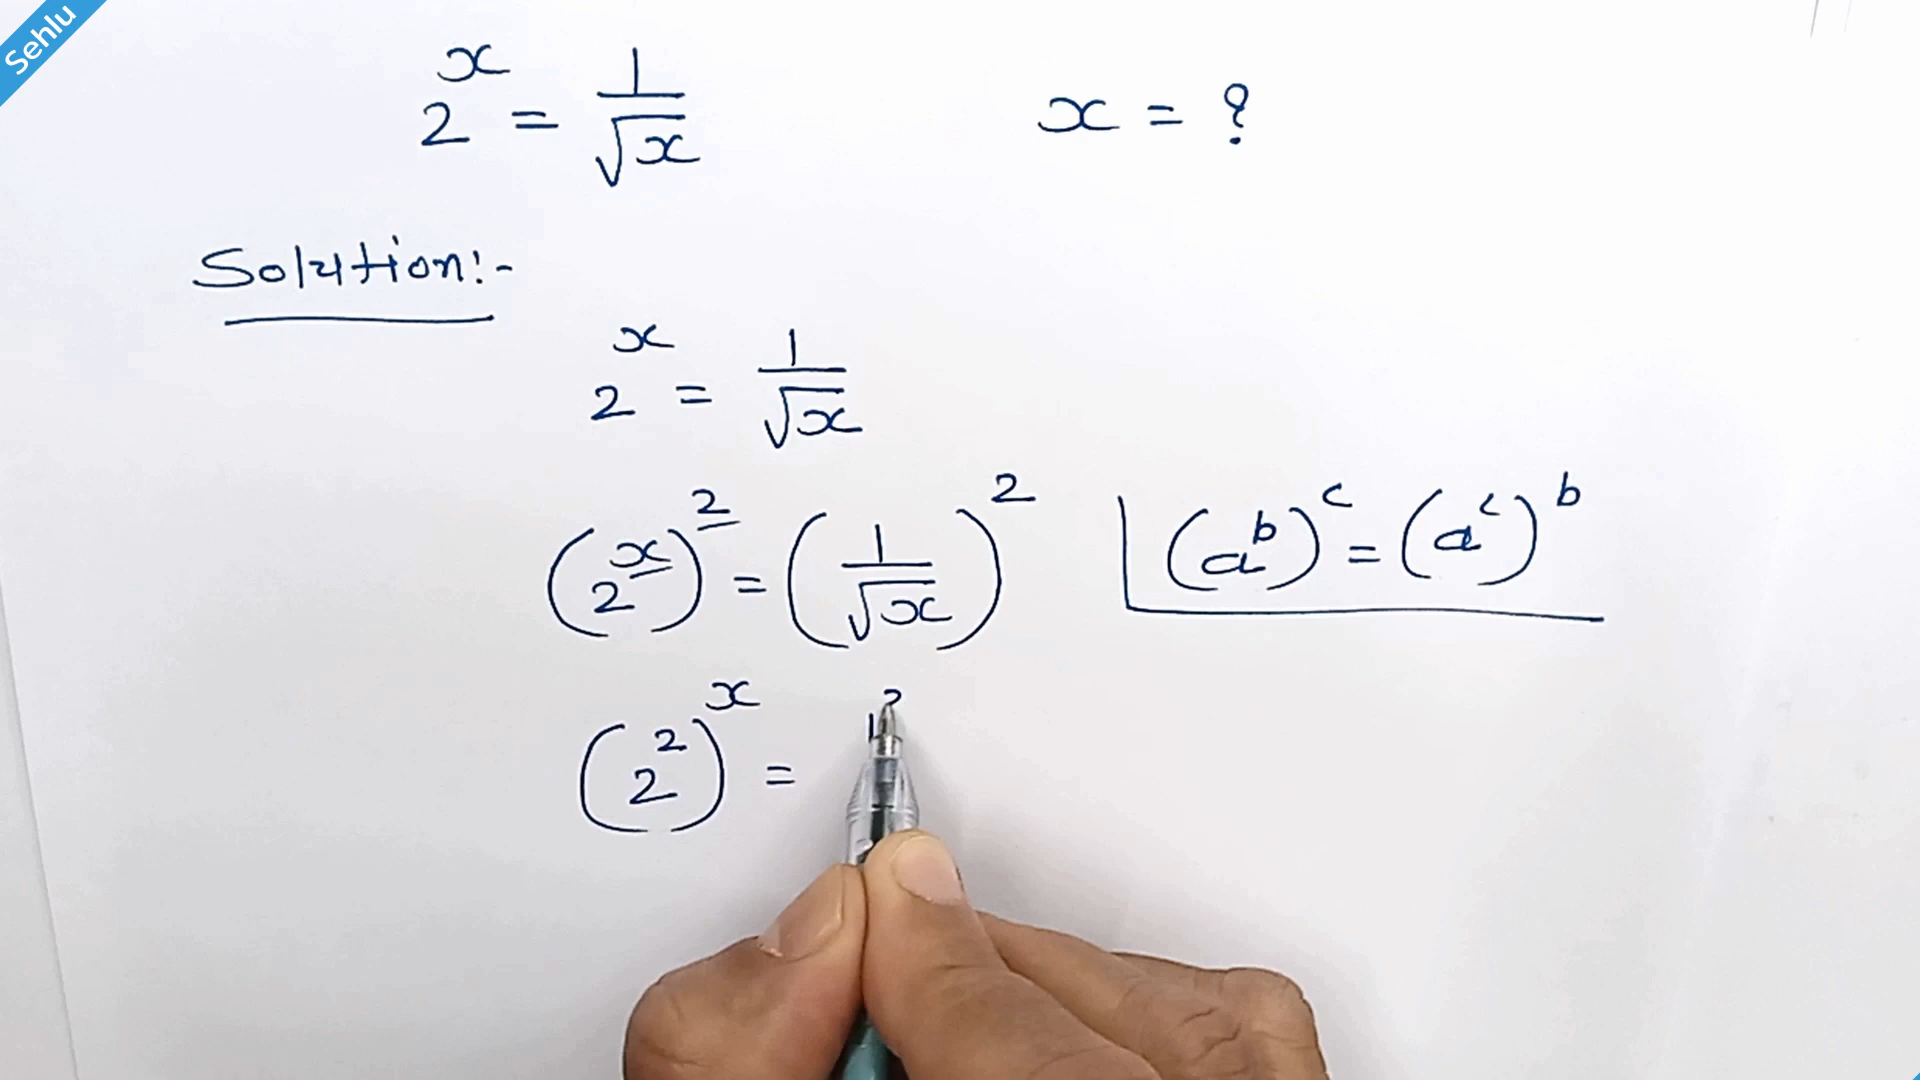 Sehlu
2^x = 1/√x    x = ?
Solution:-
2^x = 1/√x
(2^x)^2 = (1/√x)^2    (a^b)^c = (a^c)^b
(2^2)^x = 1^2